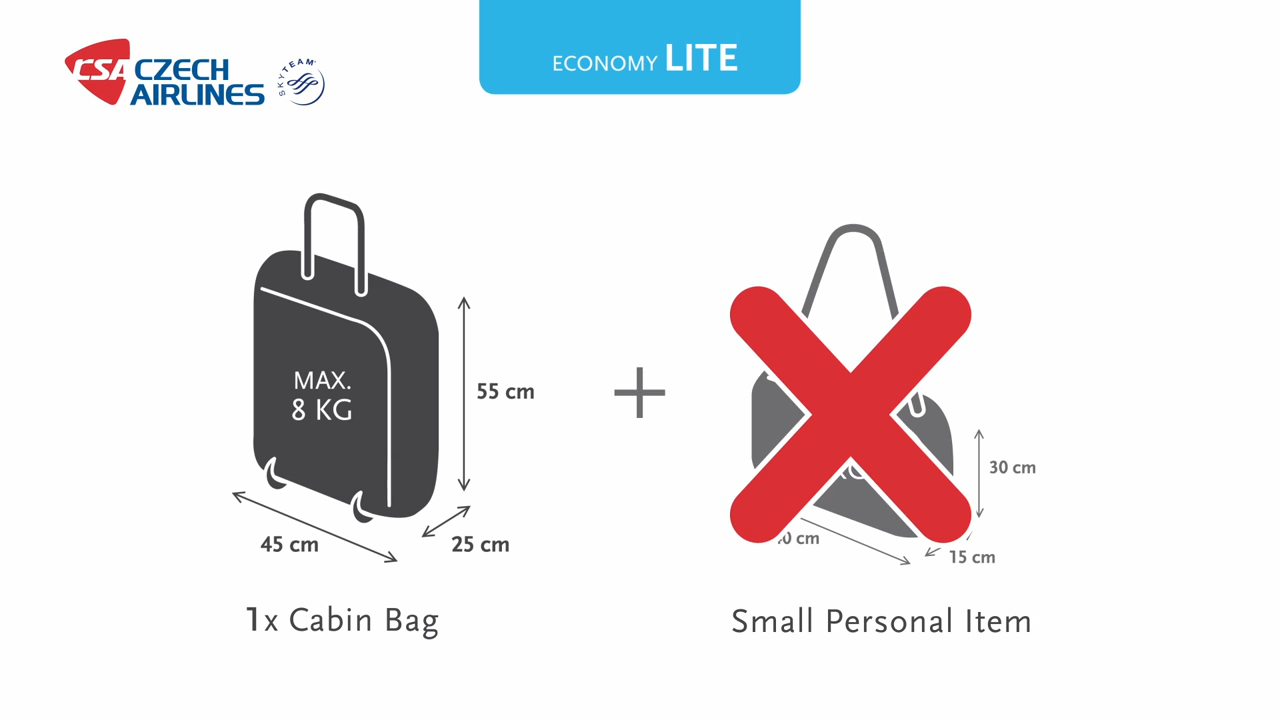 ECONOMY LITE
CSA CZECH
AIRLINES
SKYTEAM
MAX.
8 KG
55 cm
45 cm
25 cm
30 cm
15 cm
1x Cabin Bag
Small Personal Item